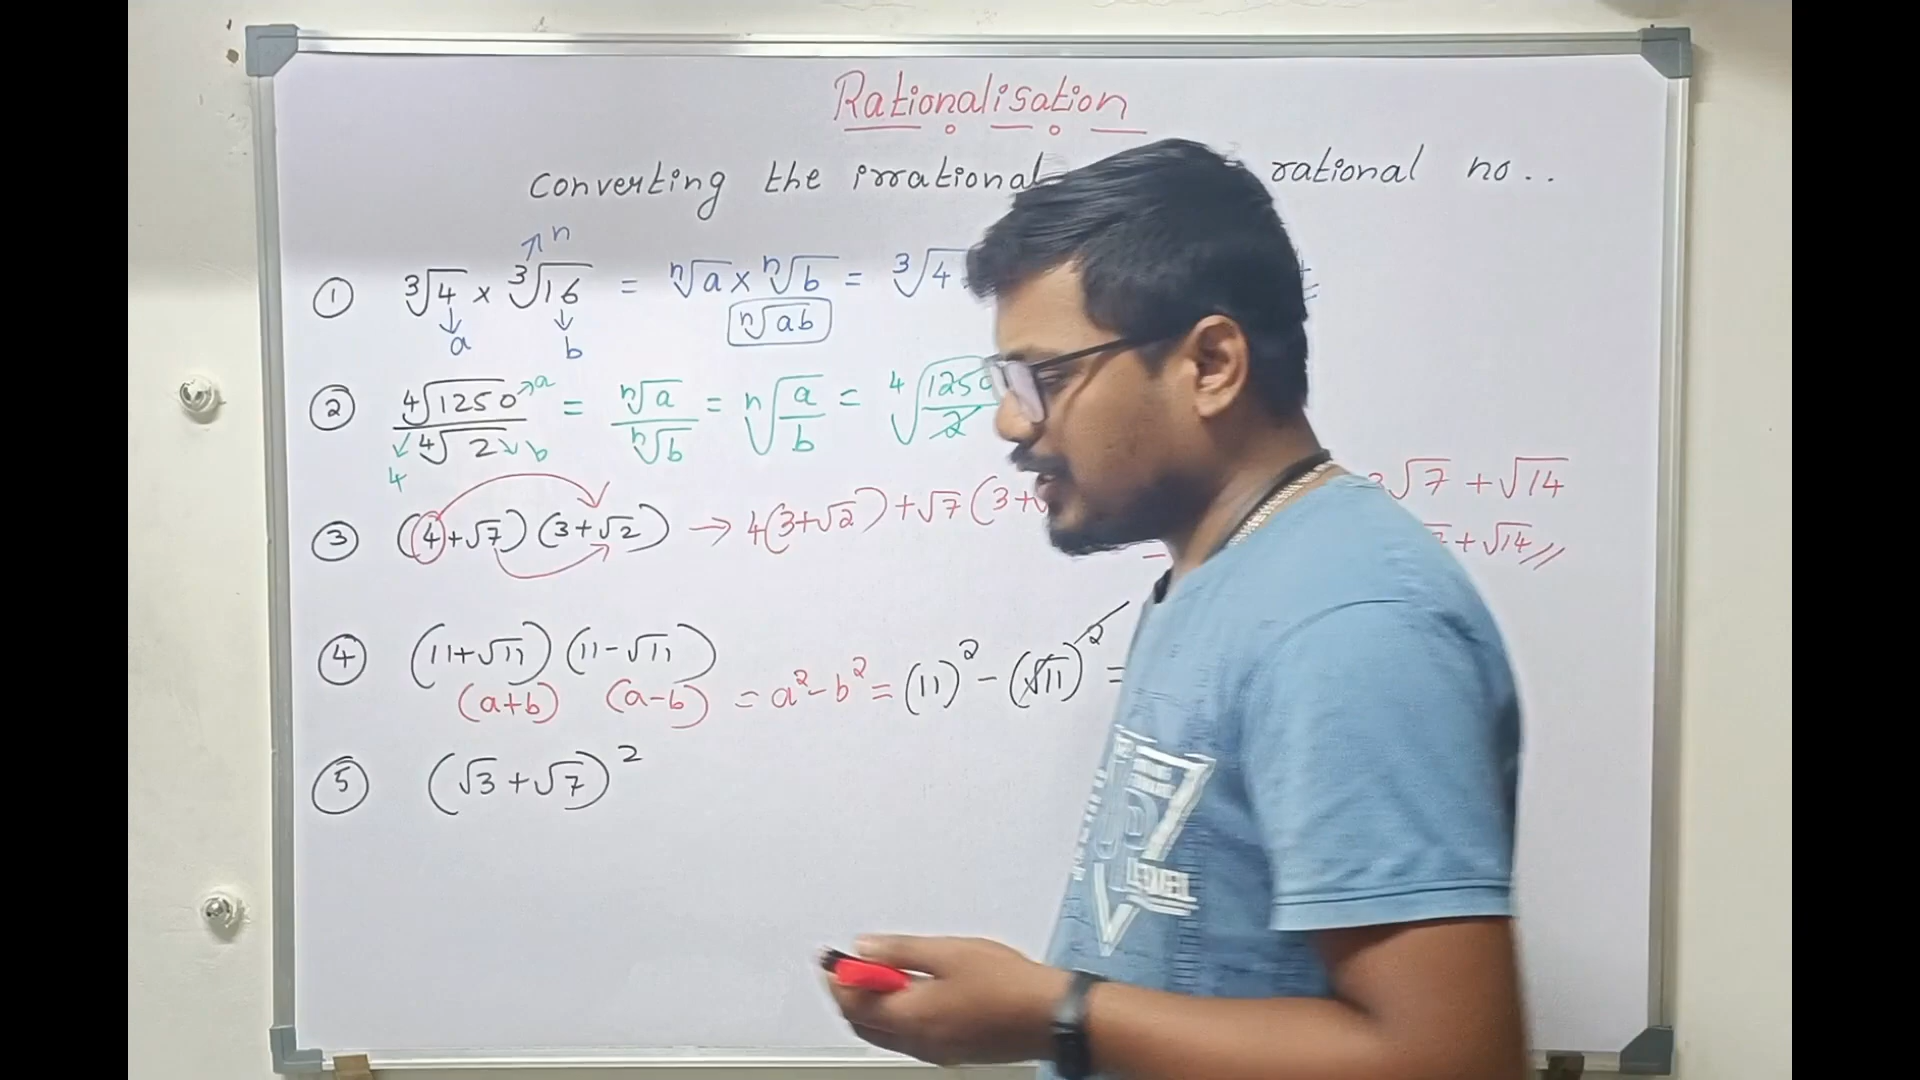 Rationalisation
Converting the irrational rational no..
n
① ∛4 × ∛16 = ⁿ√a × ⁿ√b = ∛4
a b ⁿ√ab
② ⁴√1250 / ⁴√2 = ⁿ√a / ⁿ√b = ⁿ√(a/b) = ⁴√(1250/2)
a
4 b
③ (4+√7)(3+√2) → 4(3+√2)+√7(3+ √7 + √14
+ √14 //
④ (11+√11)(11-√11)
(a+b) (a-b) = a²-b² = (11)² - (√11)² =
⑤ (√3+√7)²